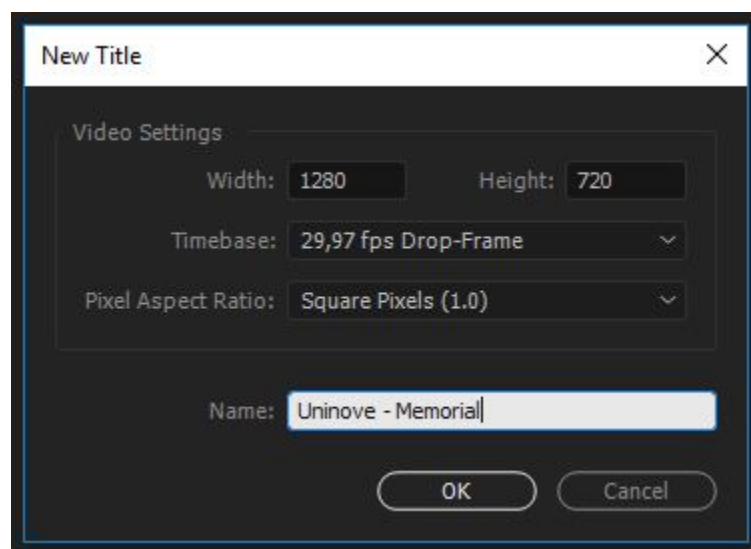 New Title
Video Settings
Width: 1280 Height: 720
Timebase: 29,97 fps Drop-Frame
Pixel Aspect Ratio: Square Pixels (1.0)
Name: Uninove - Memorial
OK Cancel